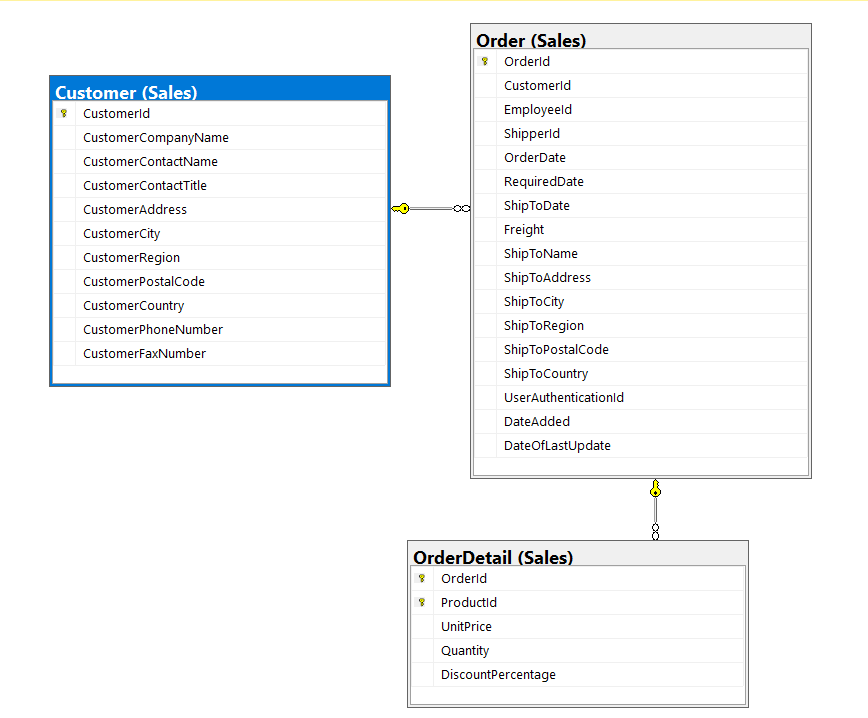 Customer (Sales)
CustomerId
CustomerCompanyName
CustomerContactName
CustomerContactTitle
CustomerAddress
CustomerCity
CustomerRegion
CustomerPostalCode
CustomerCountry
CustomerPhoneNumber
CustomerFaxNumber
Order (Sales)
OrderId
CustomerId
EmployeeId
ShipperId
OrderDate
RequiredDate
ShipToDate
Freight
ShipToName
ShipToAddress
ShipToCity
ShipToRegion
ShipToPostalCode
ShipToCountry
UserAuthenticationId
DateAdded
DateOfLastUpdate
OrderDetail (Sales)
OrderId
ProductId
UnitPrice
Quantity
DiscountPercentage